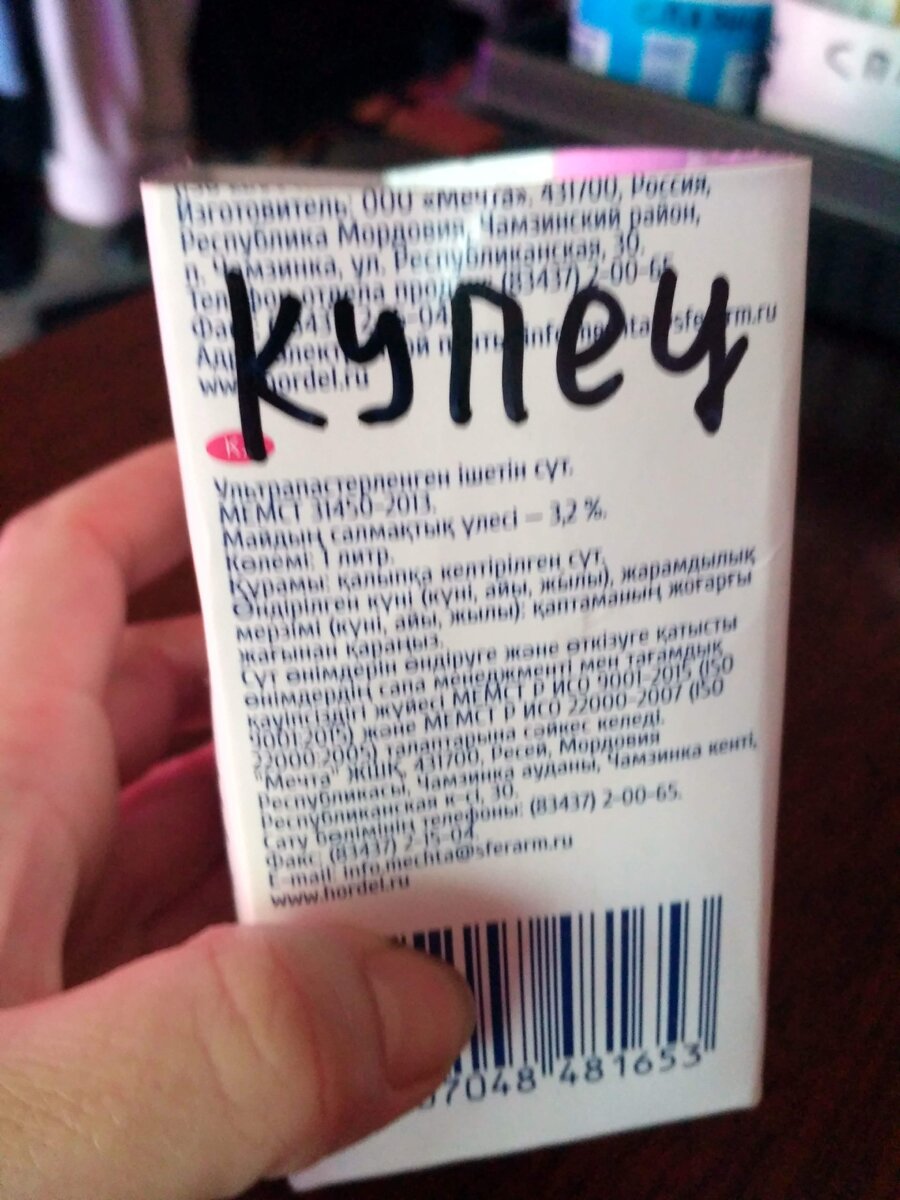 Изготовитель: ООО «Мечта», 431700, Россия,
Республика Мордовия, Чамзинский район,
п. Чамзинка, ул. Республиканская, 30.
(83437) 2-00-65
hordel.ru
купец
Ультрапастерленген ішетін сүт.
МЕМСТ 31450-2013.
Майдың салмақтық үлесі – 3,2 %.
Көлемі: 1 литр.
Құрамы: қалыпқа келтірілген сүт.
Өндірілген күні (күні, айы, жылы), жарамдылық
мерзімі (күні, айы, жылы): қаптаманың жоғарғы
жағынан қараңыз.
Сүт өнімдерін өндіруге және өткізуге қатысты
өнімдердің сапа менеджменті мен тағамдық
қауіпсіздігі жүйесі МЕМСТ Р ИСО 9001-2015 (ISO
9001:2015) және МЕМСТ Р ИСО 22000-2007 (ISO
22000:2005) талаптарына сәйкес келеді.
"Мечта" ЖШҚ, 431700, Ресей, Мордовия
Республикасы, Чамзинка ауданы, Чамзинка кенті,
Республиканская к-сі, 30.
Сату бөлімінің телефоны: (83437) 2-00-65.
Факс: (83437) 2-15-04.
E-mail: info.mechta@sferarm.ru
www.hordel.ru
7048 481653